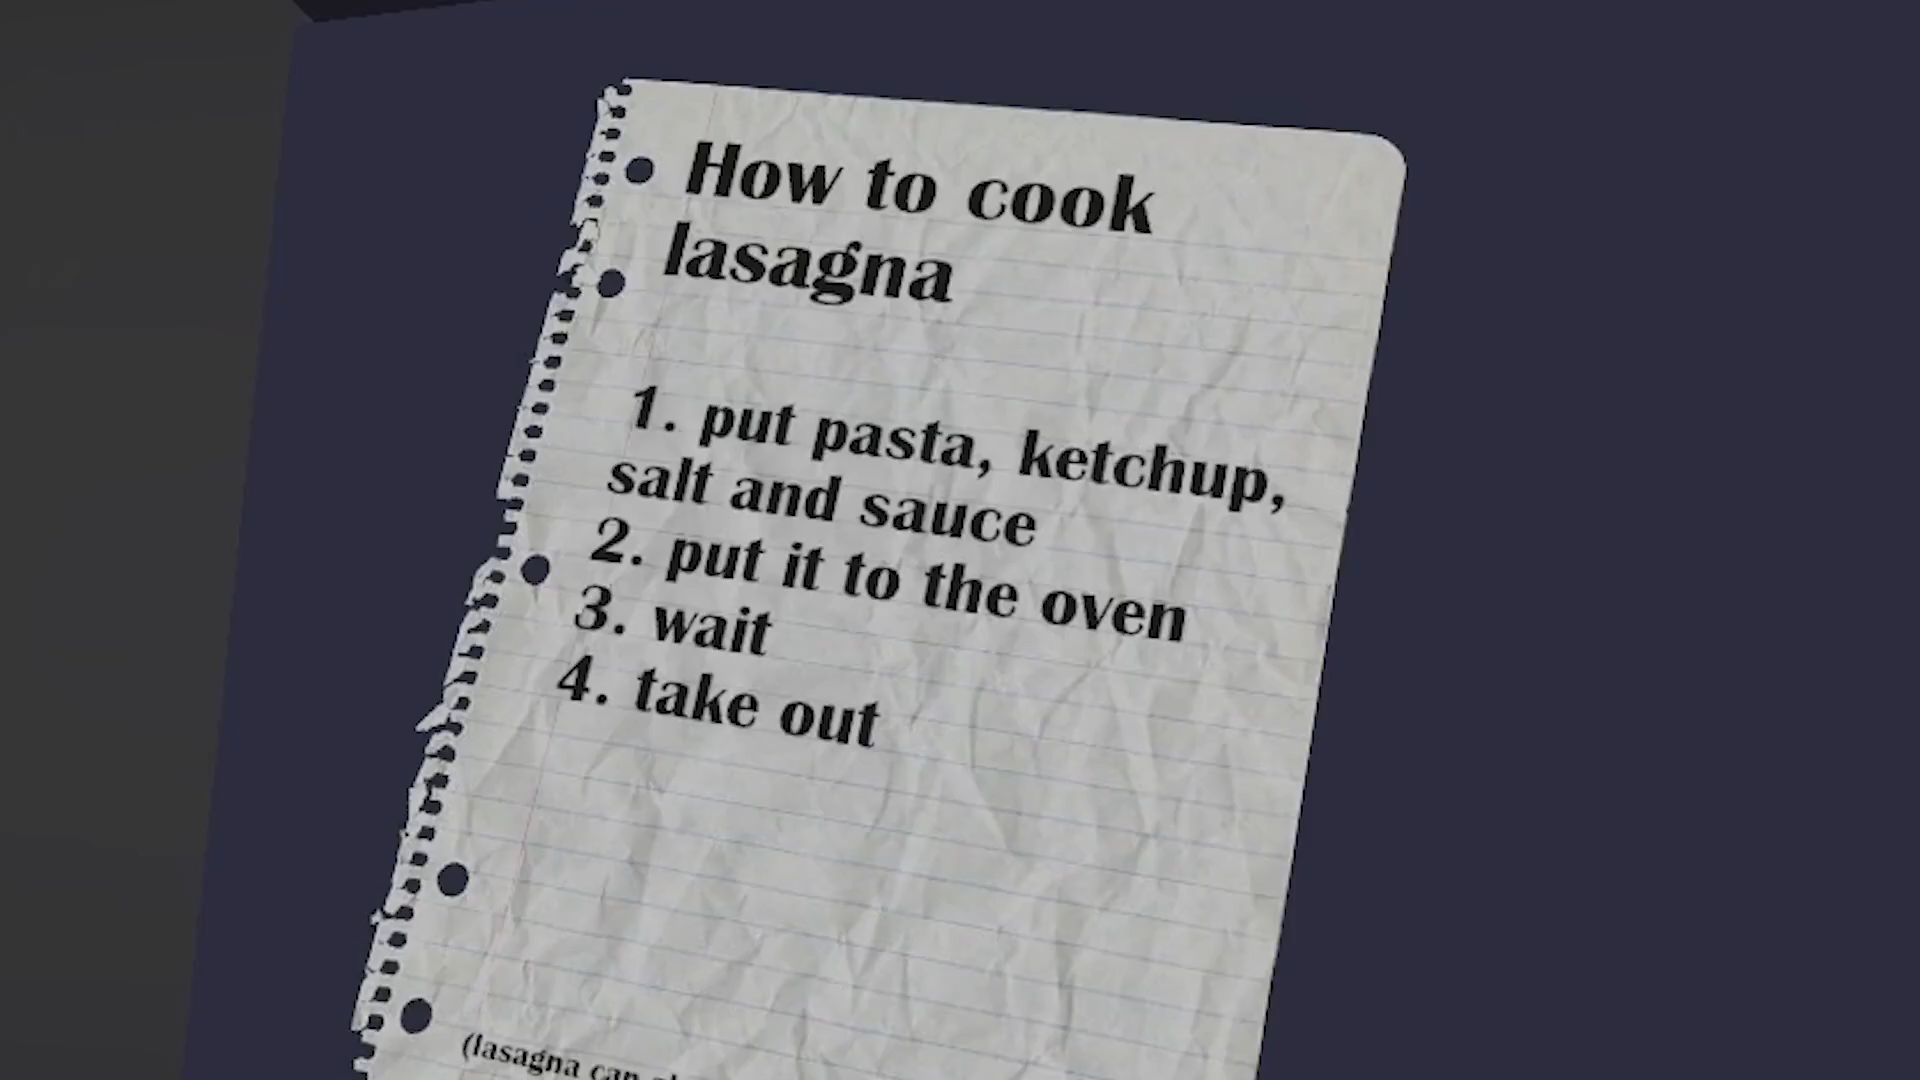 How to cook
lasagna
1. put pasta, ketchup,
salt and sauce
2. put it to the oven
3. wait
4. take out
(lasagna can